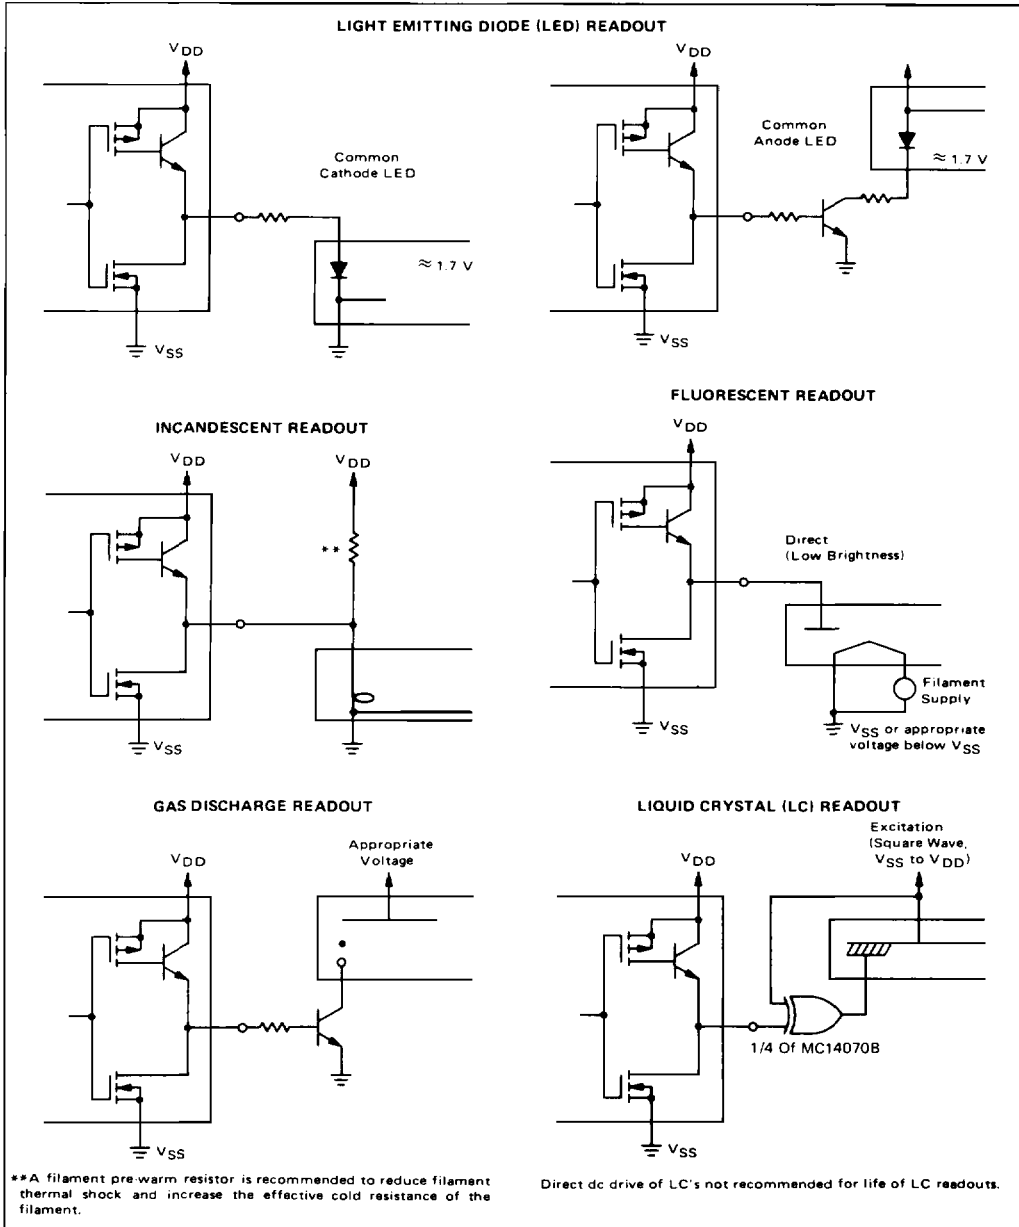 LIGHT EMITTING DIODE (LED) READOUT
VDD
Common
Cathode LED
≈ 1.7 V
VSS
VDD
Common
Anode LED
≈ 1.7 V
VSS
INCANDESCENT READOUT
VDD
VDD
**
VSS
FLUORESCENT READOUT
VDD
Direct
(Low Brightness)
Filament
Supply
VSS
VSS or appropriate
voltage below VSS
GAS DISCHARGE READOUT
VDD
Appropriate
Voltage
VSS
LIQUID CRYSTAL (LC) READOUT
Excitation
(Square Wave,
VSS to VDD)
VDD
1/4 Of MC14070B
VSS
**A filament pre-warm resistor is recommended to reduce filament
thermal shock and increase the effective cold resistance of the
filament.
Direct dc drive of LC's not recommended for life of LC readouts.